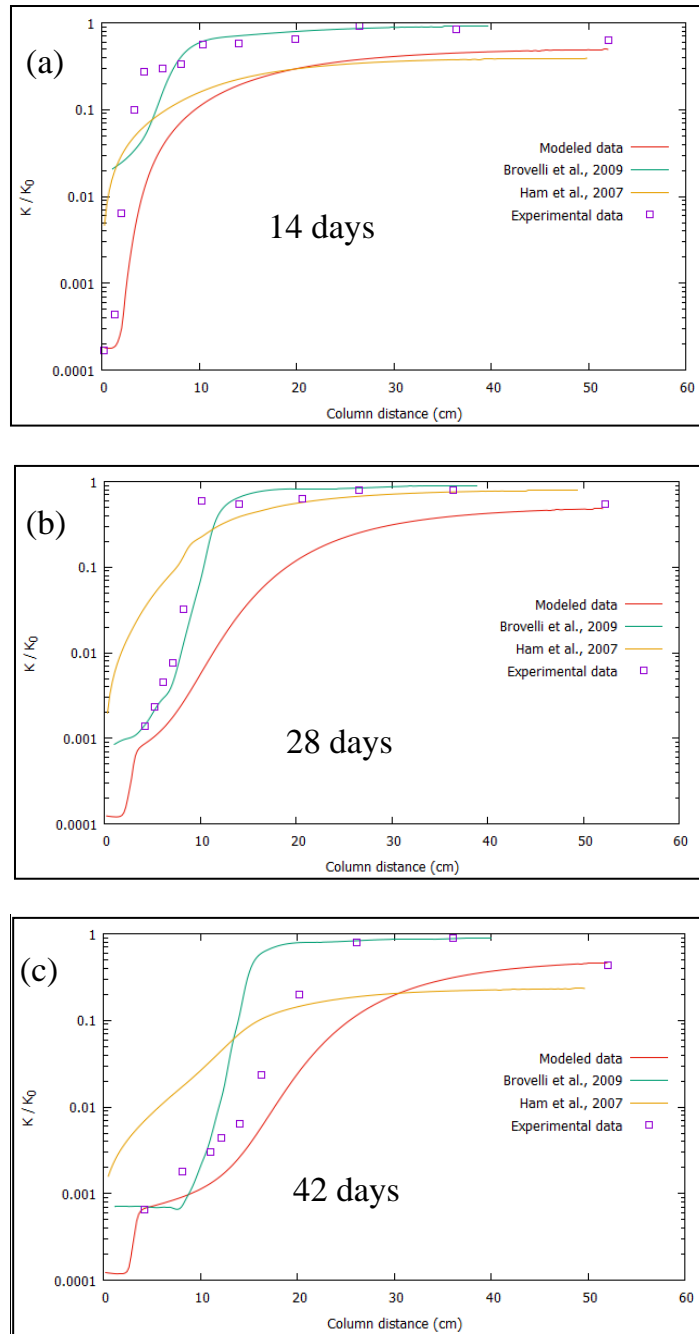 (a)
1
0.1
0.01
0.001
0.0001
K / K0
Modeled data
Brovelli et al., 2009
Ham et al., 2007
Experimental data
14 days
0 10 20 30 40 50 60
Column distance (cm)
(b)
1
0.1
0.01
0.001
0.0001
K / K0
Modeled data
Brovelli et al., 2009
Ham et al., 2007
Experimental data
28 days
0 10 20 30 40 50 60
Column distance (cm)
(c)
1
0.1
0.01
0.001
0.0001
K / K0
Modeled data
Brovelli et al., 2009
Ham et al., 2007
Experimental data
42 days
0 10 20 30 40 50 60
Column distance (cm)